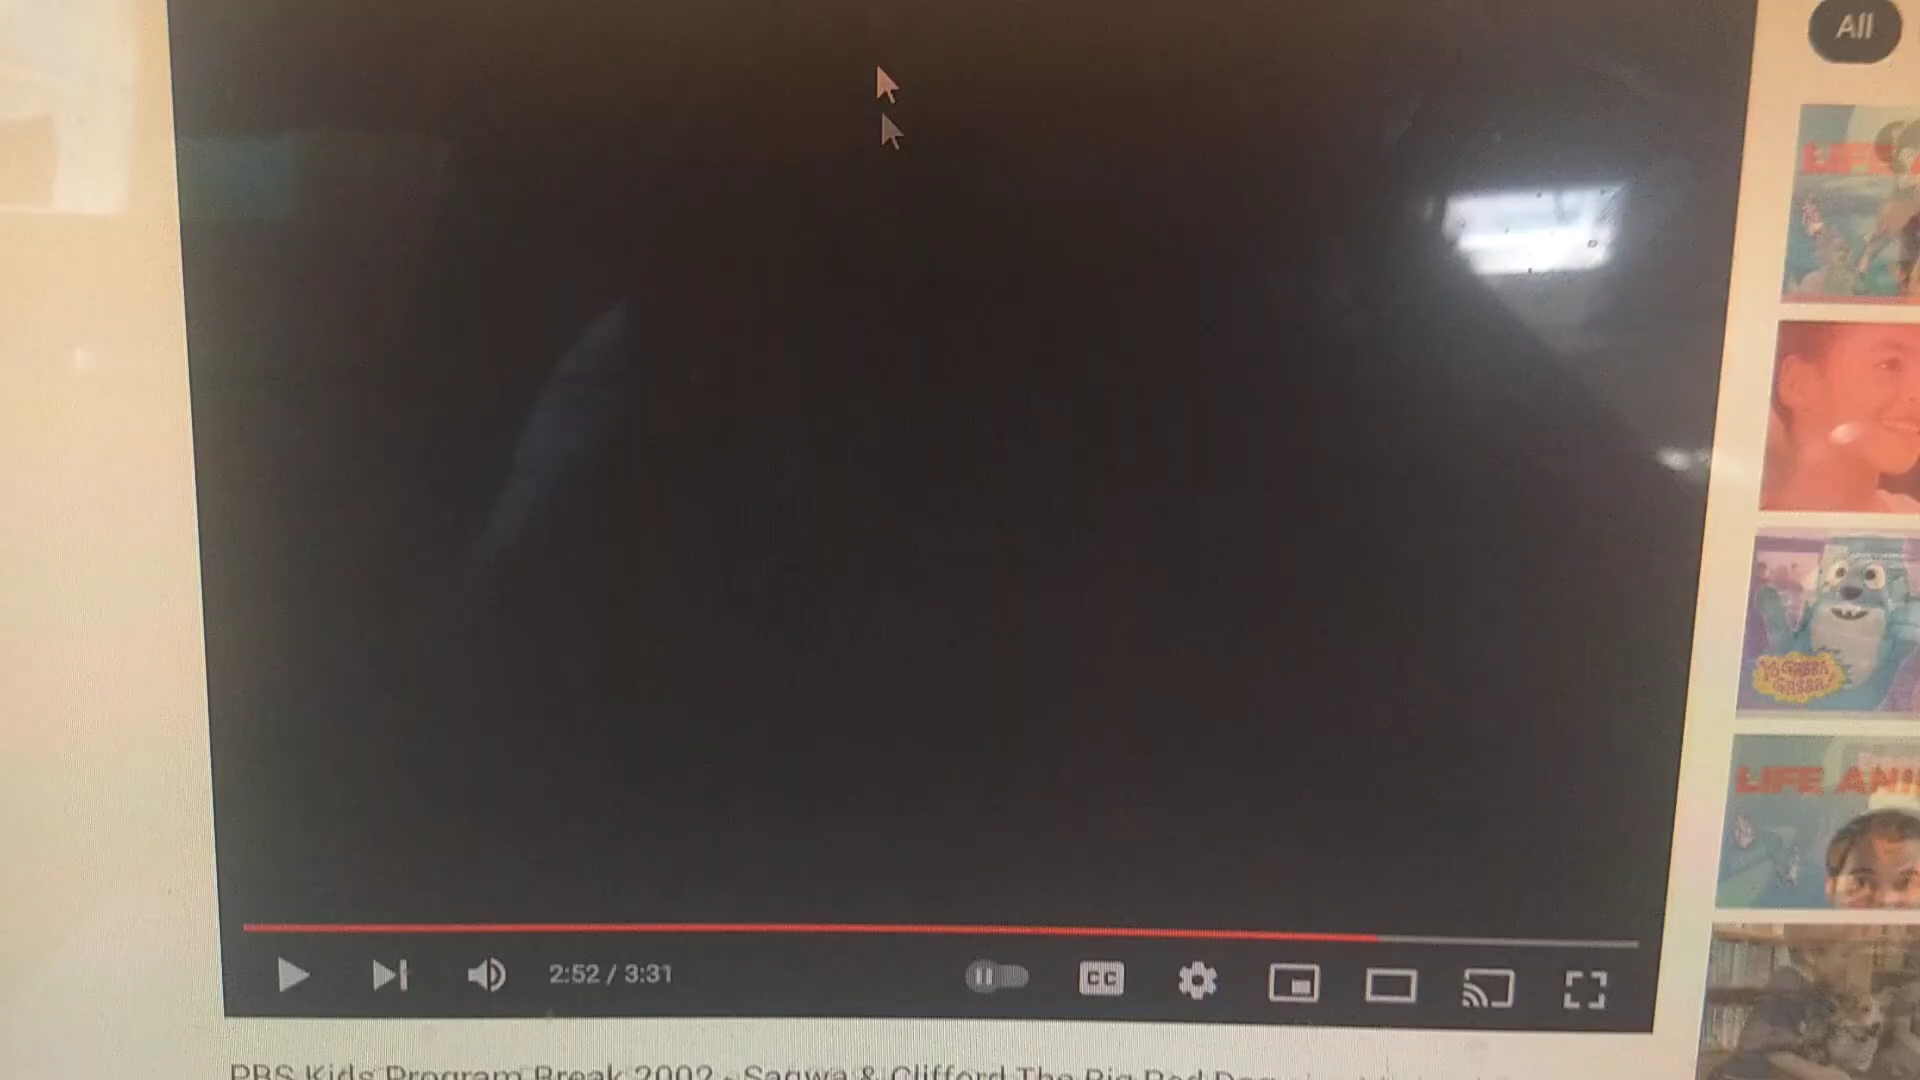 All
LIFE
YO GABBA
GABBA!
LIFE ANI
2:52 / 3:31
CC
PBS Kids Program Break 2002 - Sagwa & Clifford The Big Red Dog